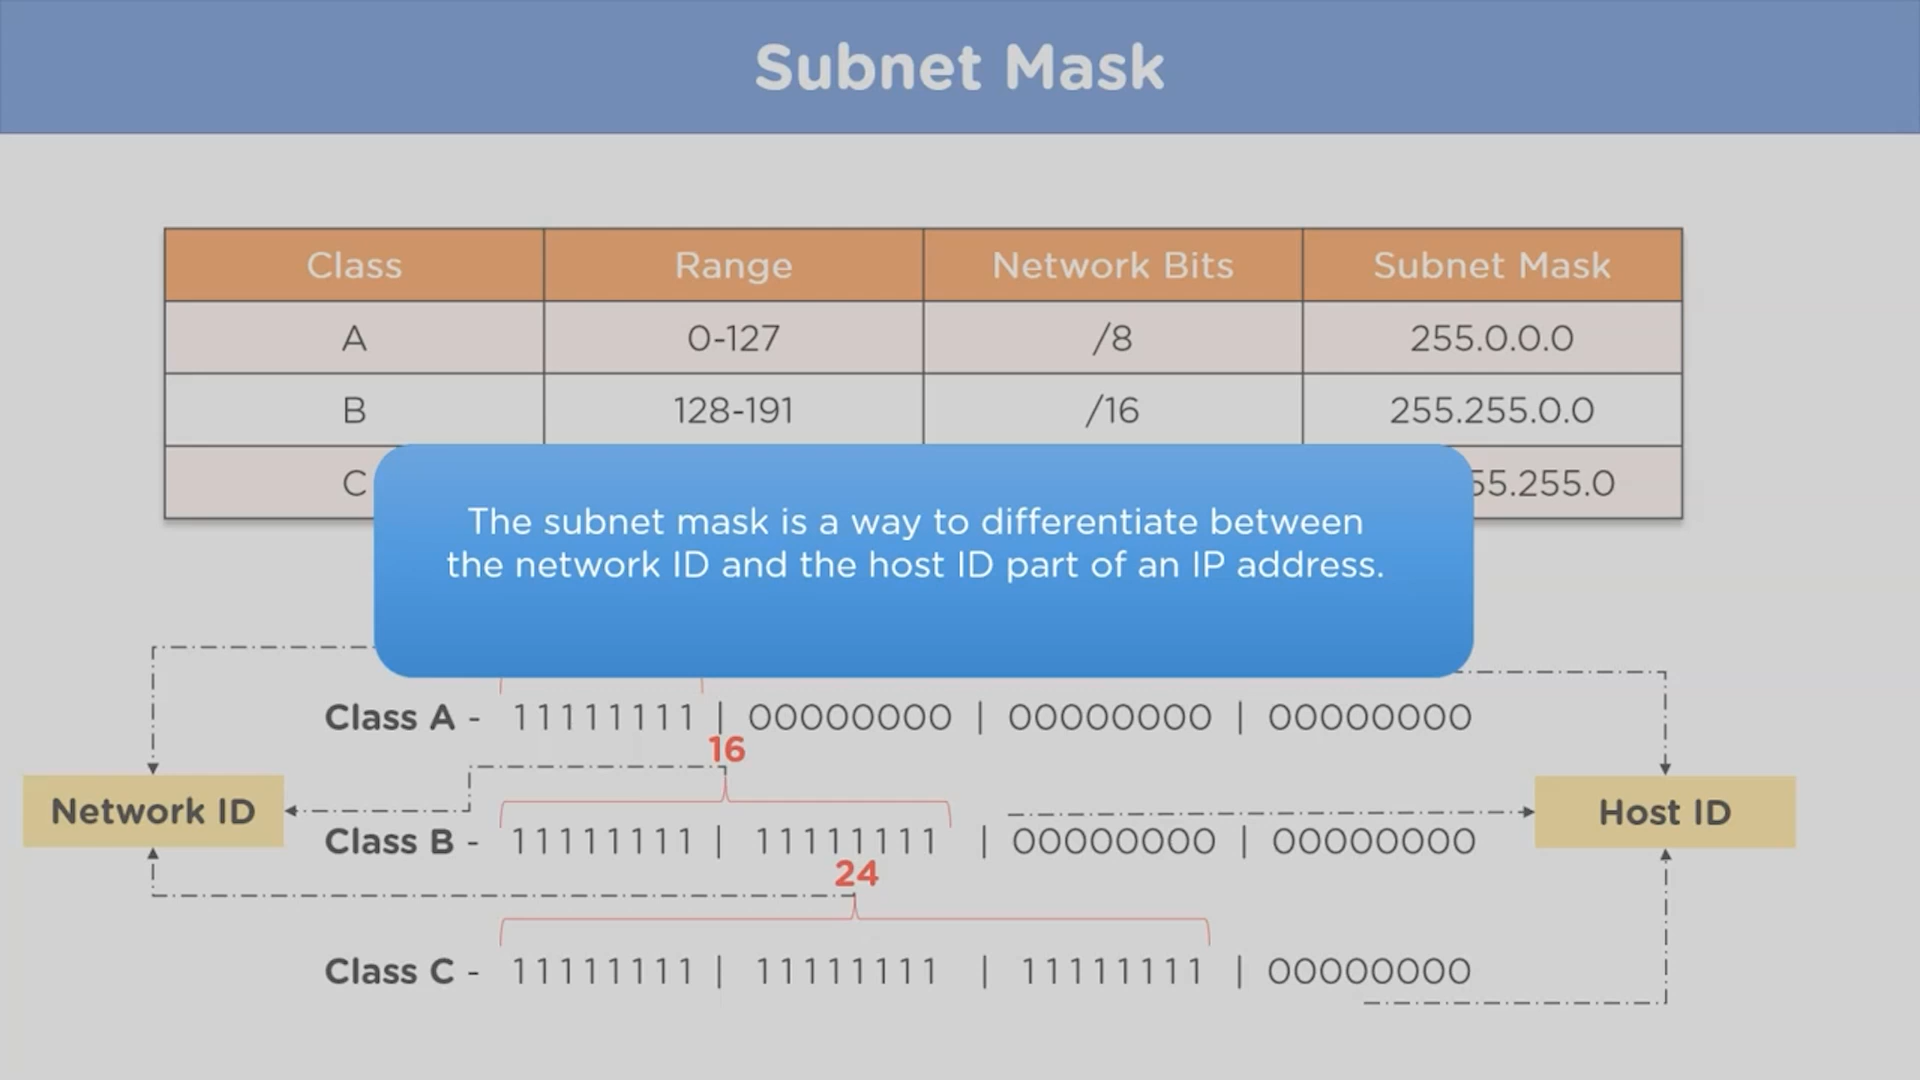 Subnet Mask
Class Range Network Bits Subnet Mask
A 0-127 /8 255.0.0.0
B 128-191 /16 255.255.0.0
C 55.255.0
The subnet mask is a way to differentiate between
the network ID and the host ID part of an IP address.
Class A - 11111111 | 00000000 | 00000000 | 00000000
16
Network ID
Class B - 11111111 | 11111111 | 00000000 | 00000000
Host ID
24
Class C - 11111111 | 11111111 | 11111111 | 00000000